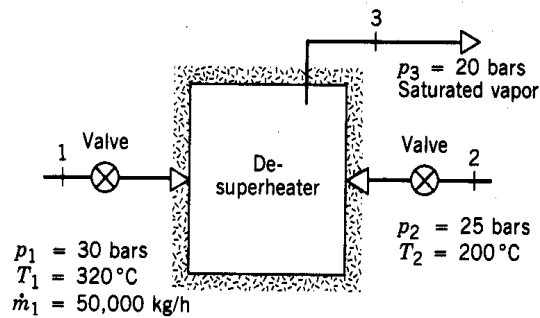 3
p₃ = 20 bars
Saturated vapor
1
Valve
De-
superheater
Valve
2
p₁ = 30 bars
T₁ = 320°C
ṁ₁ = 50,000 kg/h
p₂ = 25 bars
T₂ = 200°C